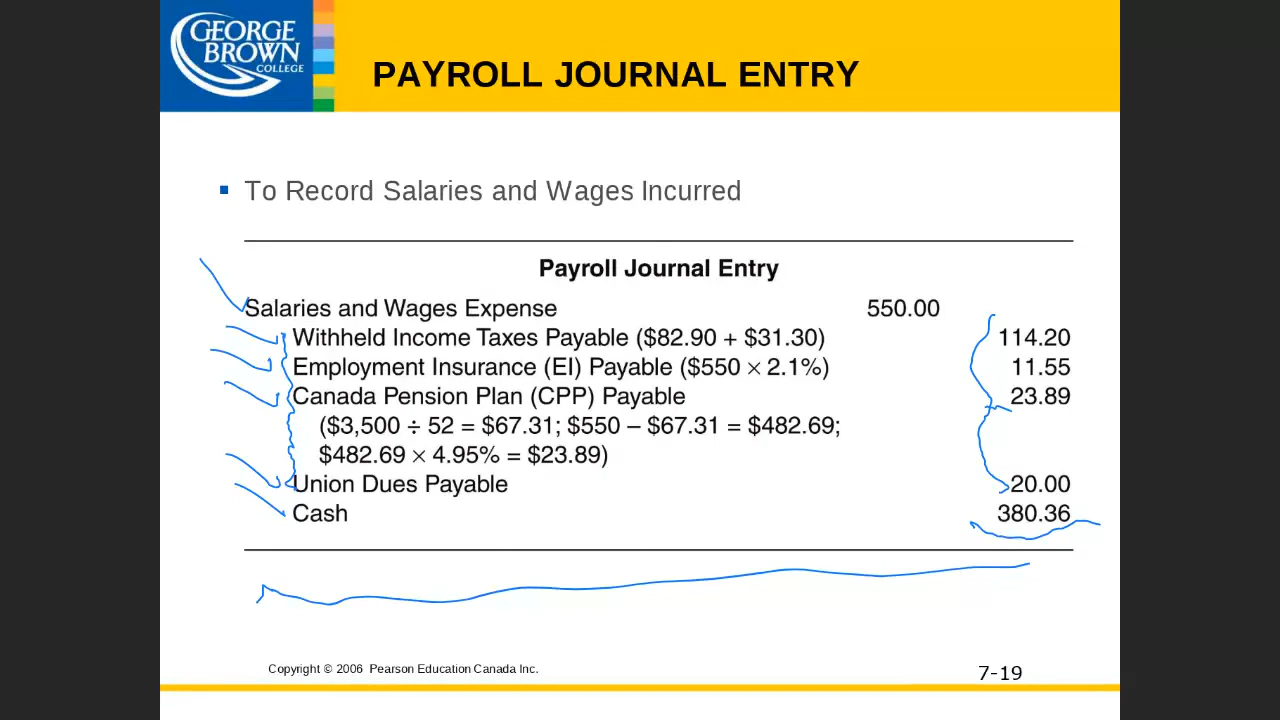 GEORGE
BROWN
COLLEGE
PAYROLL JOURNAL ENTRY
▪ To Record Salaries and Wages Incurred
Payroll Journal Entry
Salaries and Wages Expense 550.00
Withheld Income Taxes Payable ($82.90 + $31.30) 114.20
Employment Insurance (EI) Payable ($550 × 2.1%) 11.55
Canada Pension Plan (CPP) Payable 23.89
($3,500 ÷ 52 = $67.31; $550 – $67.31 = $482.69;
$482.69 × 4.95% = $23.89)
Union Dues Payable 20.00
Cash 380.36
Copyright © 2006 Pearson Education Canada Inc.
7-19